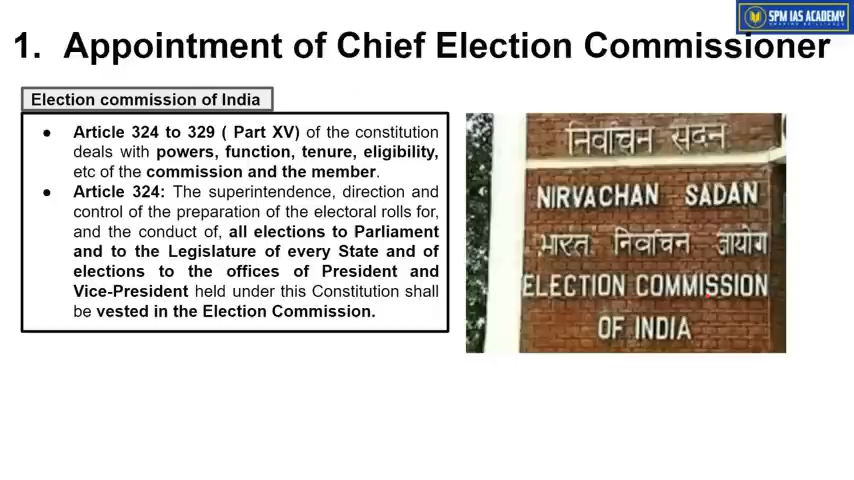 SPM IAS ACADEMY
1. Appointment of Chief Election Commissioner
Election commission of India
● Article 324 to 329 ( Part XV) of the constitution
deals with powers, function, tenure, eligibility,
etc of the commission and the member.
● Article 324: The superintendence, direction and
control of the preparation of the electoral rolls for,
and the conduct of, all elections to Parliament
and to the Legislature of every State and of
elections to the offices of President and
Vice-President held under this Constitution shall
be vested in the Election Commission.
निर्वाचन सदन
NIRVACHAN SADAN
भारत निर्वाचन आयोग
ELECTION COMMISSION
OF INDIA